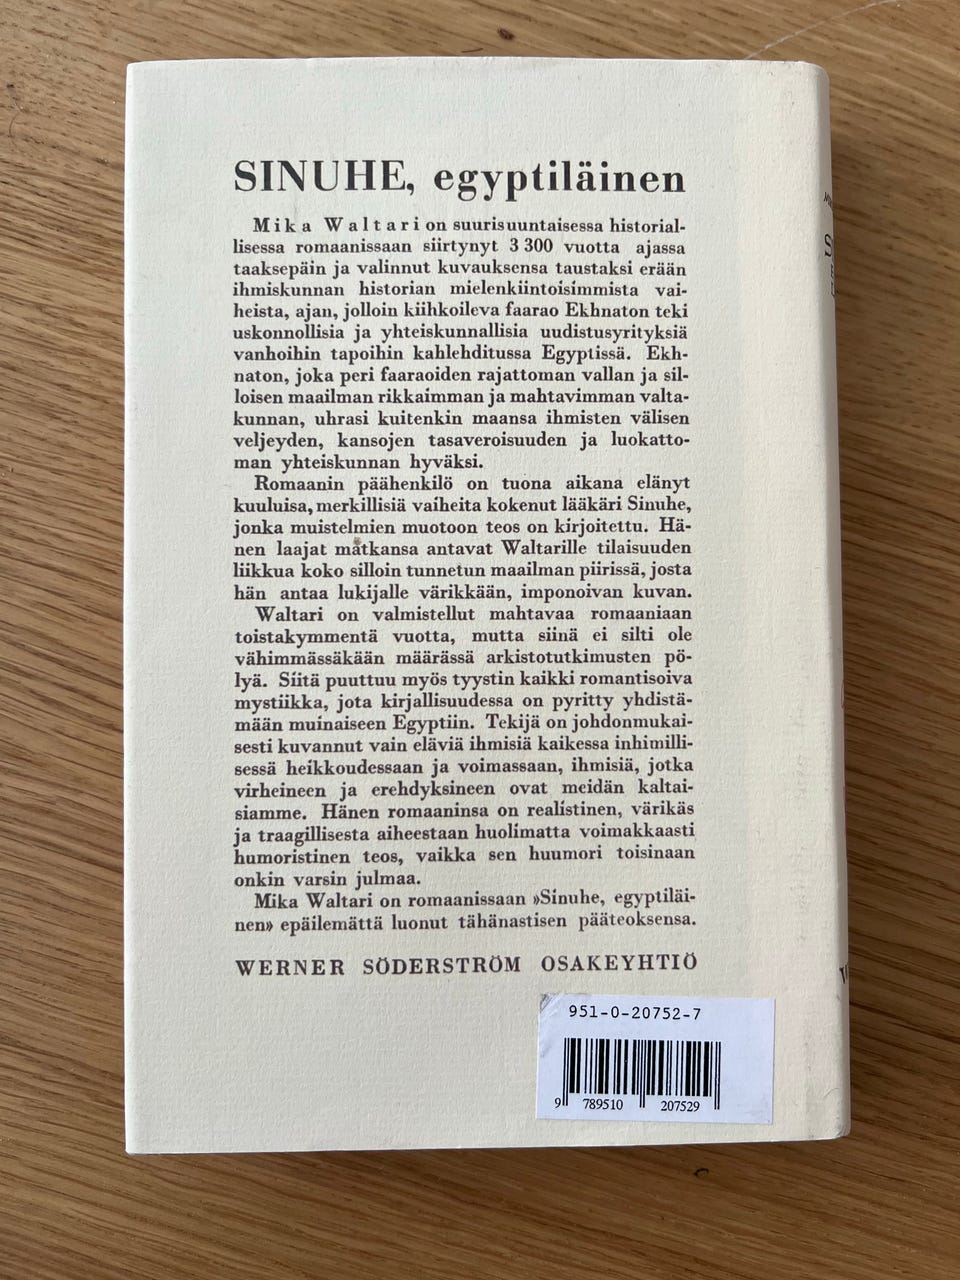 SINUHE, egyptiläinen
Mika Waltari on suurisuuntaisessa historial-
lisessa romaanissaan siirtynyt 3 300 vuotta ajassa
taaksepäin ja valinnut kuvauksensa taustaksi erään
ihmiskunnan historian mielenkiintoisimmista vai-
heista, ajan, jolloin kiihkoileva faarao Ekhnaton teki
uskonnollisia ja yhteiskunnallisia uudistusyrityksiä
vanhoihin tapoihin kahlehditussa Egyptissä. Ekh-
naton, joka peri faaraoiden rajattoman vallan ja sil-
loisen maailman rikkaimman ja mahtavimman valta-
kunnan, uhrasi kuitenkin maansa ihmisten välisen
veljeyden, kansojen tasaveroisuuden ja luokatto-
man yhteiskunnan hyväksi.
Romaanin päähenkilö on tuona aikana elänyt
kuuluisa, merkillisiä vaiheita kokenut lääkäri Sinuhe,
jonka muistelmien muotoon teos on kirjoitettu. Hä-
nen laajat matkansa antavat Waltarille tilaisuuden
liikkua koko silloin tunnetun maailman piirissä, josta
hän antaa lukijalle värikkään, imponoivan kuvan.
Waltari on valmistellut mahtavaa romaaniaan
toistakymmentä vuotta, mutta siinä ei silti ole
vähimmässäkään määrässä arkistotutkimusten pö-
lyä. Siitä puuttuu myös tyystin kaikki romantisoiva
mystiikka, jota kirjallisuudessa on pyritty yhdistä-
mään muinaiseen Egyptiin. Tekijä on johdonmukai-
sesti kuvannut vain eläviä ihmisiä kaikessa inhimilli-
sessä heikkoudessaan ja voimassaan, ihmisiä, jotka
virheineen ja erehdyksineen ovat meidän kaltai-
siamme. Hänen romaaninsa on realistinen, värikäs
ja traagillisesta aiheestaan huolimatta voimakkaasti
humoristinen teos, vaikka sen huumori toisinaan
onkin varsin julmaa.
Mika Waltari on romaanissaan »Sinuhe, egyptiläi-
nen» epäilemättä luonut tähänastisen pääteoksensa.
WERNER SÖDERSTRÖM OSAKEYHTIÖ
951-0-20752-7
9 789510 207529